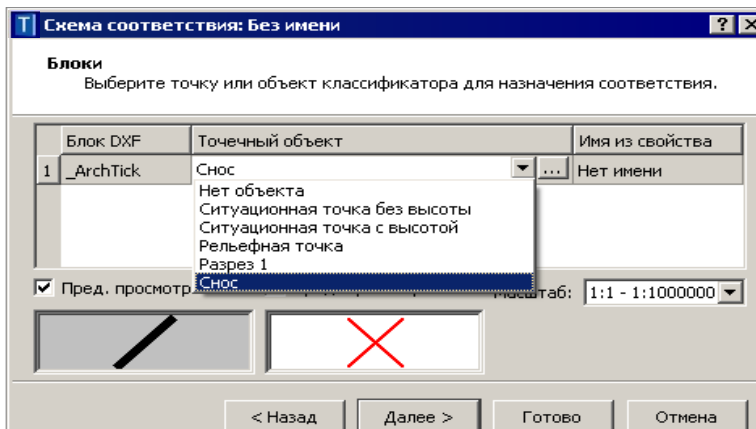 T Схема соответствия: Без имени ? X
Блоки
Выберите точку или объект классификатора для назначения соответствия.
Блок DXF Точечный объект Имя из свойства
1 _ArchTick Снос ... Нет имени
Нет объекта
Ситуационная точка без высоты
Ситуационная точка с высотой
Рельефная точка
Разрез 1
Снос
Пред. просмотр Масштаб: 1:1 - 1:1000000
< Назад Далее > Готово Отмена